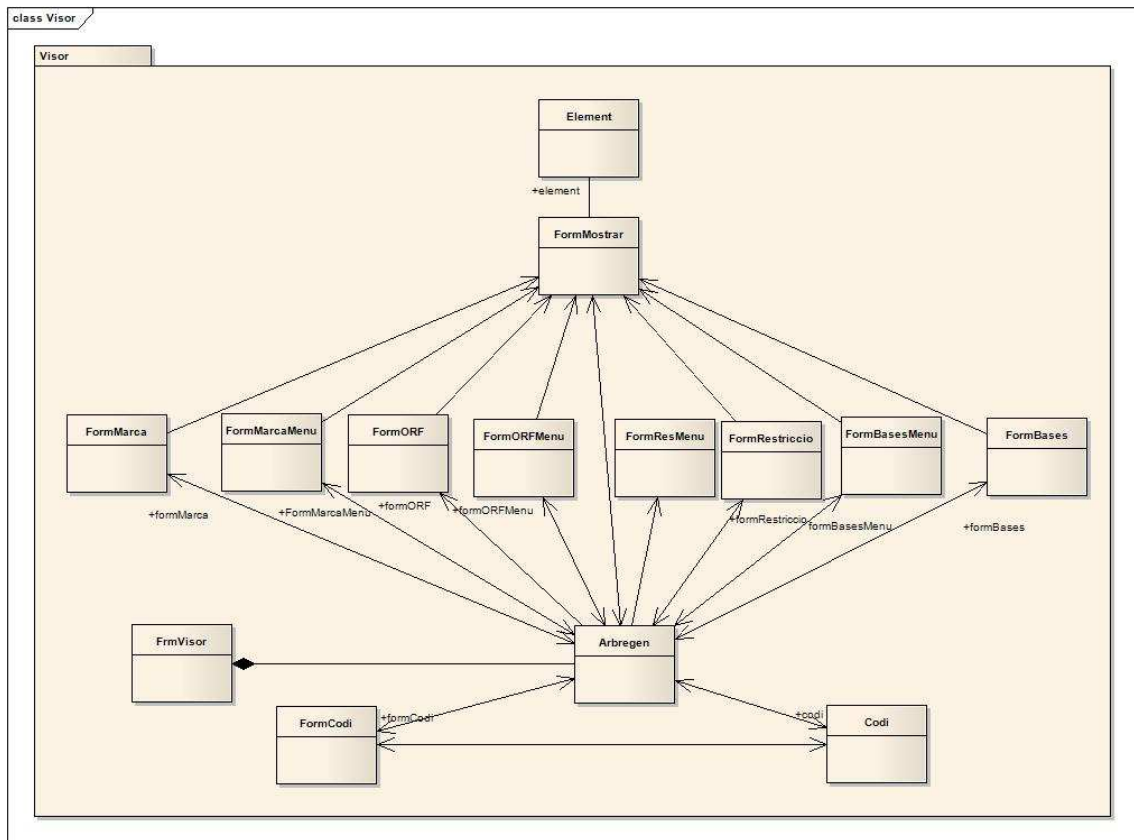 class Visor
Visor
Element
+element
FormMostrar
FormMarca
FormMarcaMenu
FormORF
FormORFMenu
FormResMenu
FormRestriccio
FormBasesMenu
FormBases
+formMarca
+FormMarcaMenu
+formORF
+formORFMenu
+formRestriccio
formBasesMenu
+formBases
FrmVisor
Arbregen
FormCodi
+formCodi
+codi
Codi